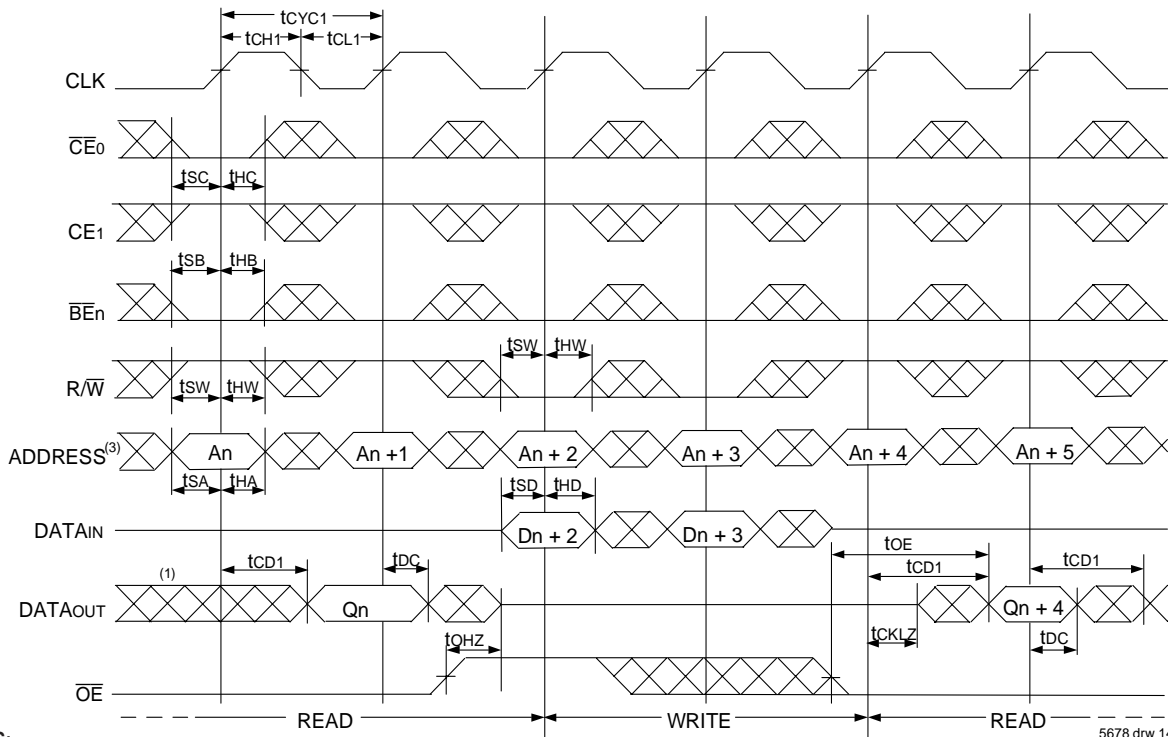 tCYC1
tCH1 tCL1
CLK
CE0
tSC tHC
CE1
tSB tHB
BEn
tSW tHW
R/W
tSW tHW
ADDRESS(3) An An +1 An + 2 An + 3 An + 4 An + 5
tSA tHA
tSD tHD
DATAIN Dn + 2 Dn + 3
tOE
tCD1 tDC tCD1 tCD1
(1)
DATAOUT Qn Qn + 4
tCKLZ tDC
tOHZ
OE
READ WRITE READ
5678 drw 14